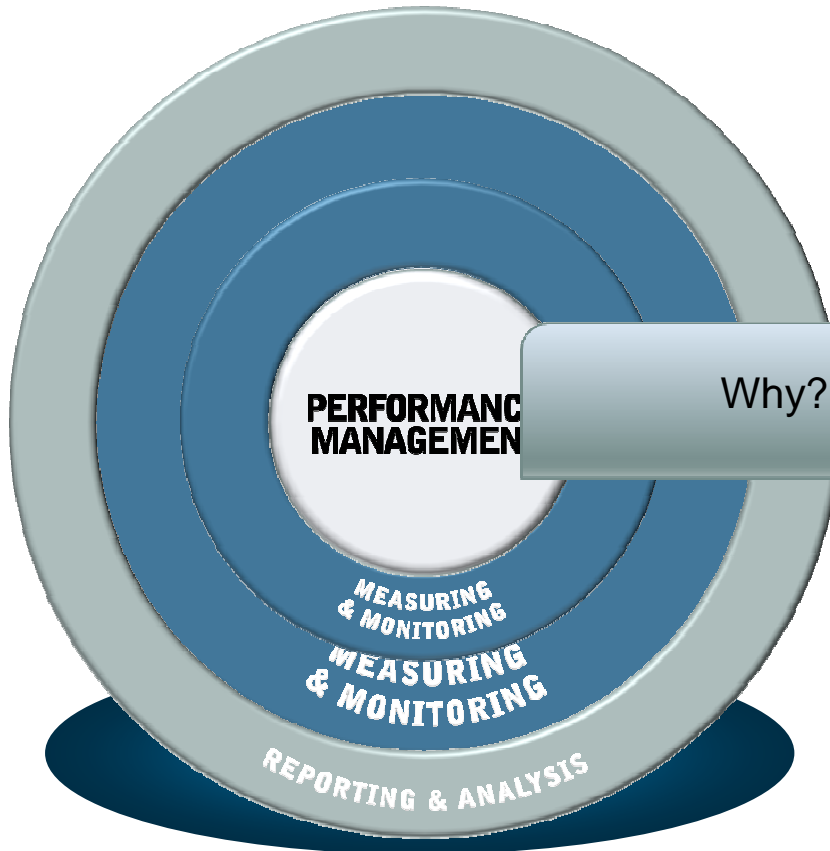 Why?
PERFORMANC
MANAGEMEN
MEASURING
& MONITORING
MEASURING
& MONITORING
REPORTING & ANALYSIS